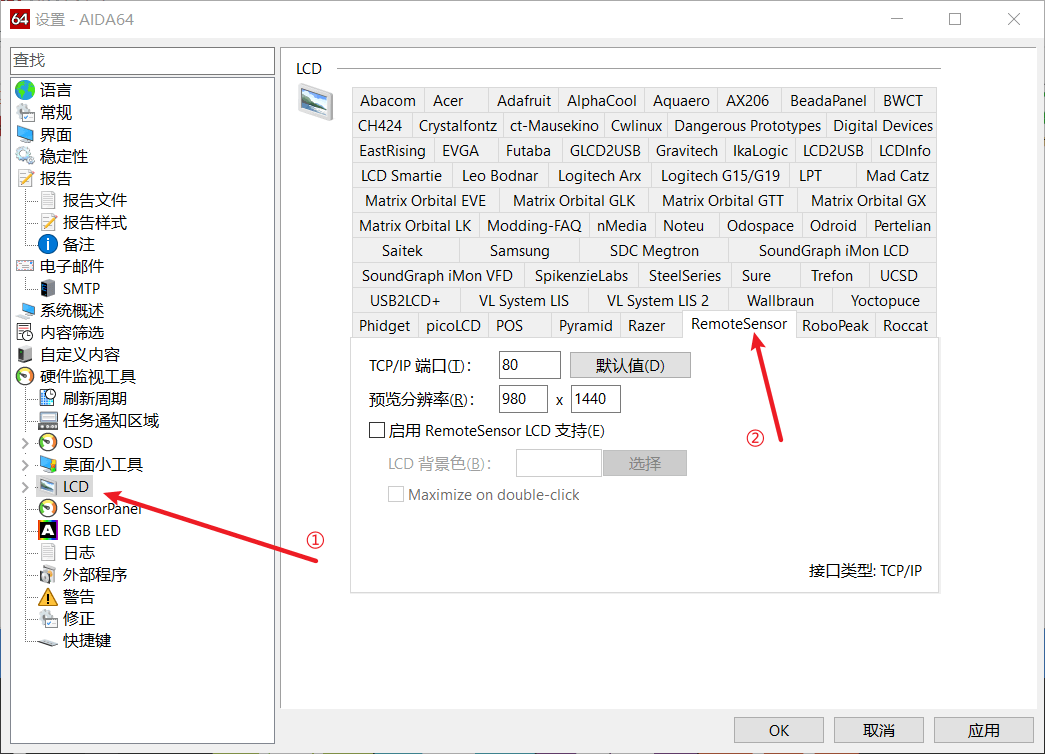 64 设置 - AIDA64
查找
语言
常规
界面
稳定性
报告
报告文件
报告样式
备注
电子邮件
SMTP
系统概述
内容筛选
自定义内容
硬件监视工具
刷新周期
任务通知区域
OSD
桌面小工具
LCD
SensorPanel
RGB LED
日志
外部程序
警告
修正
快捷键
LCD
Abacom Acer Adafruit AlphaCool Aquaero AX206 BeadaPanel BWCT
CH424 Crystalfontz ct-Mausekino Cwlinux Dangerous Prototypes Digital Devices
EastRising EVGA Futaba GLCD2USB Gravitech IkaLogic LCD2USB LCDInfo
LCD Smartie Leo Bodnar Logitech Arx Logitech G15/G19 LPT Mad Catz
Matrix Orbital EVE Matrix Orbital GLK Matrix Orbital GTT Matrix Orbital GX
Matrix Orbital LK Modding-FAQ nMedia Noteu Odospace Odroid Pertelian
Saitek Samsung SDC Megtron SoundGraph iMon LCD
SoundGraph iMon VFD SpikenzieLabs SteelSeries Sure Trefon UCSD
USB2LCD+ VL System LIS VL System LIS 2 Wallbraun Yoctopuce
Phidget picoLCD POS Pyramid Razer RemoteSensor RoboPeak Roccat
TCP/IP 端口(T): 80 默认值(D)
预览分辨率(R): 980 x 1440
启用 RemoteSensor LCD 支持(E)
LCD 背景色(B): 选择
Maximize on double-click
①
②
接口类型: TCP/IP
OK 取消 应用